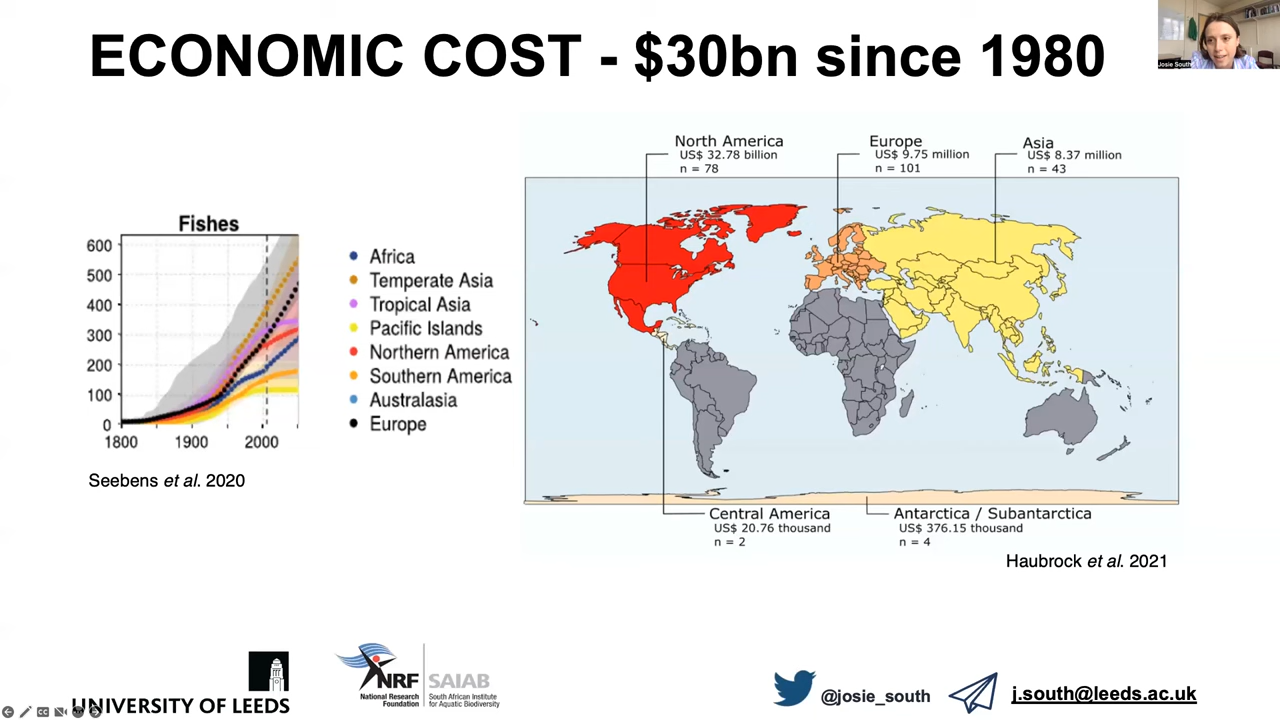 ECONOMIC COST - $30bn since 1980
Josie South
North America
US$ 32.78 billion
n = 78
Europe
US$ 9.75 million
n = 101
Asia
US$ 8.37 million
n = 43
Fishes
600
500
400
300
200
100
0
1800
1900
2000
Africa
Temperate Asia
Tropical Asia
Pacific Islands
Northern America
Southern America
Australasia
Europe
Seebens et al. 2020
Central America
US$ 20.76 thousand
n = 2
Antarctica / Subantarctica
US$ 376.15 thousand
n = 4
Haubrock et al. 2021
UNIVERSITY OF LEEDS
NRF
National Research
Foundation
SAIAB
South African Institute
for Aquatic Biodiversity
@josie_south
j.south@leeds.ac.uk
CC